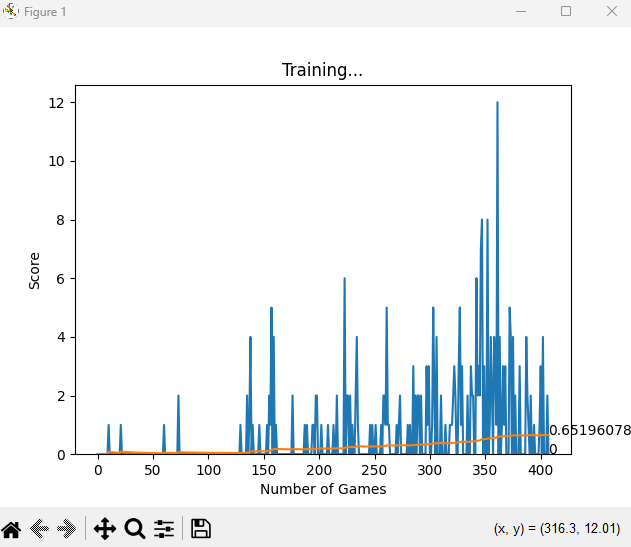 Figure 1
Training...
12
10
8
6
4
2
0
Score
0.65196078
0
0 50 100 150 200 250 300 350 400
Number of Games
(x, y) = (316.3, 12.01)